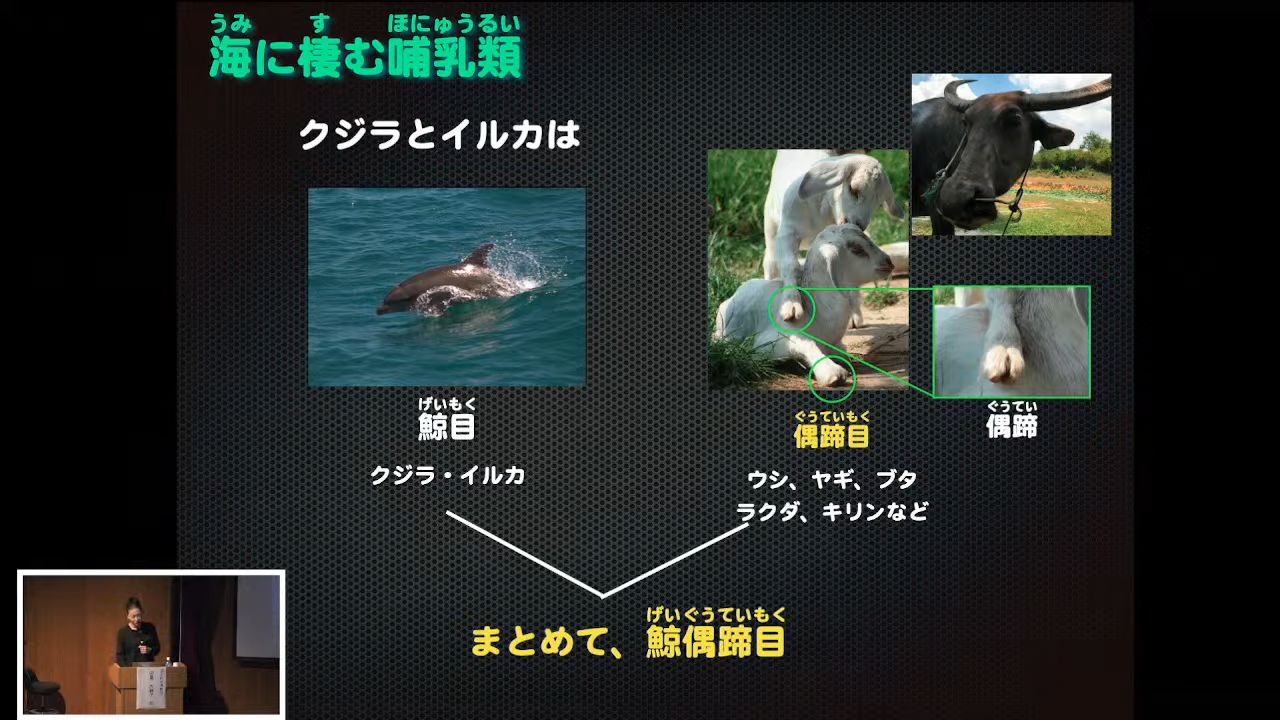 うみ す ほにゅうるい
海に棲む哺乳類
クジラとイルカは
げいもく
鯨目
クジラ・イルカ
ぐうていもく
偶蹄目
ウシ、ヤギ、ブタ
ラクダ、キリンなど
ぐうてい
偶蹄
げいぐうていもく
まとめて、鯨偶蹄目